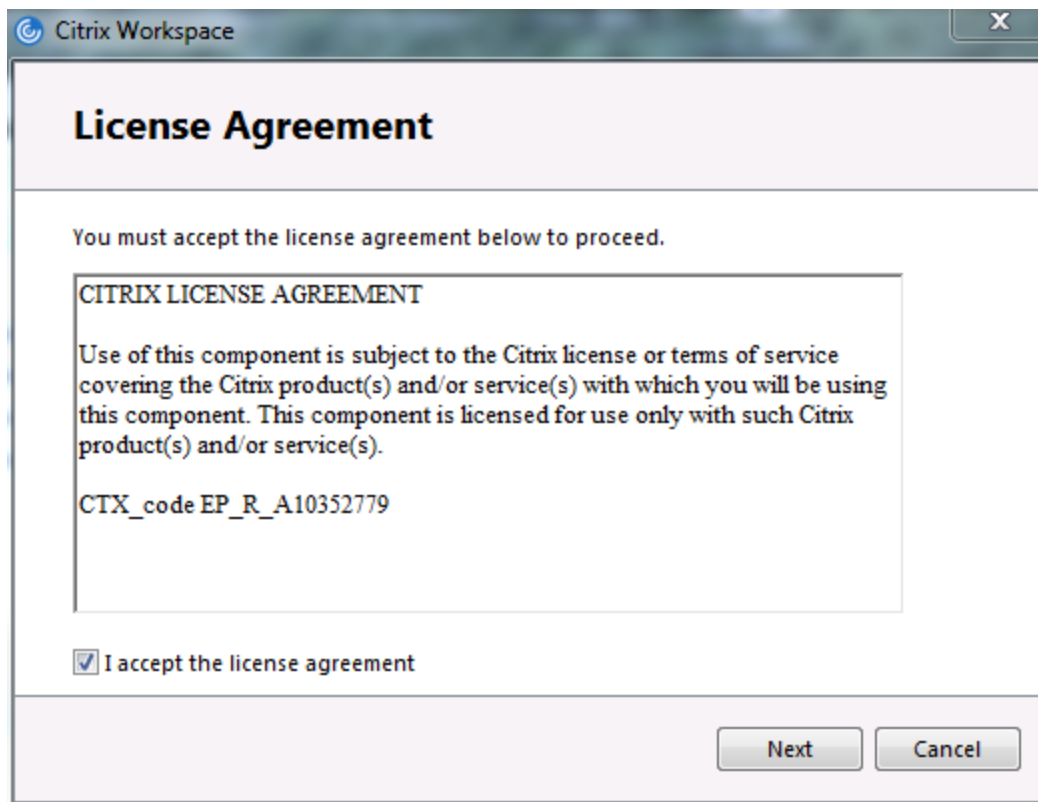 Citrix Workspace
License Agreement
You must accept the license agreement below to proceed.
CITRIX LICENSE AGREEMENT
Use of this component is subject to the Citrix license or terms of service
covering the Citrix product(s) and/or service(s) with which you will be using
this component. This component is licensed for use only with such Citrix
product(s) and/or service(s).
CTX_code EP_R_A10352779
I accept the license agreement
Next Cancel